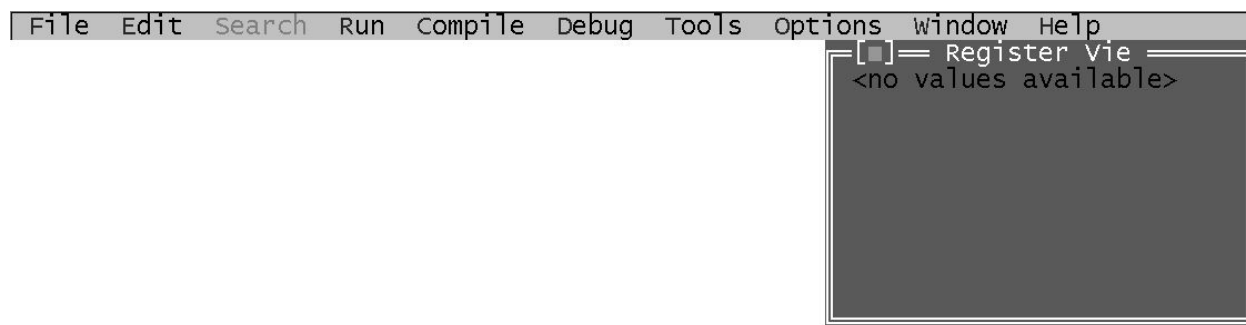 File Edit Search Run Compile Debug Tools Options Window Help
[■] Register Vie
<no values available>